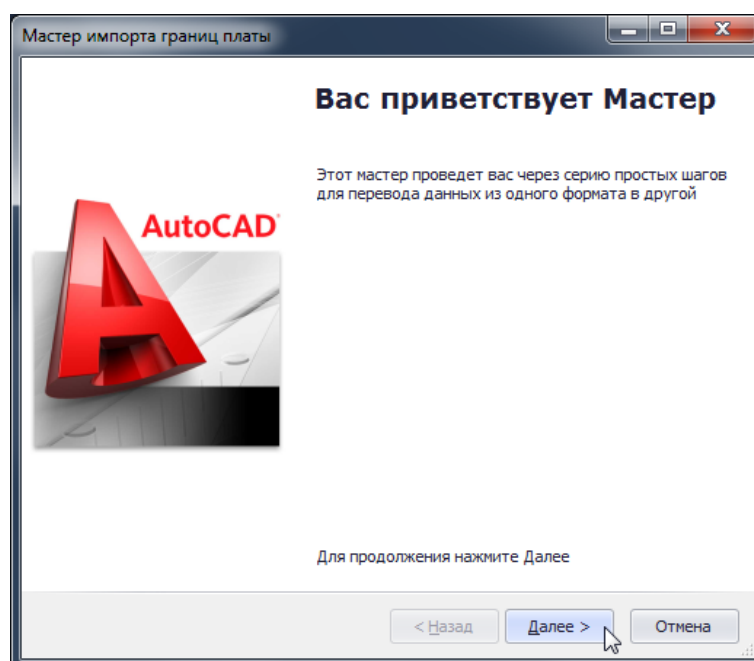 Мастер импорта границ платы
Вас приветствует Мастер
Этот мастер проведет вас через серию простых шагов
для перевода данных из одного формата в другой
AutoCAD
Для продолжения нажмите Далее
< Назад
Далее >
Отмена